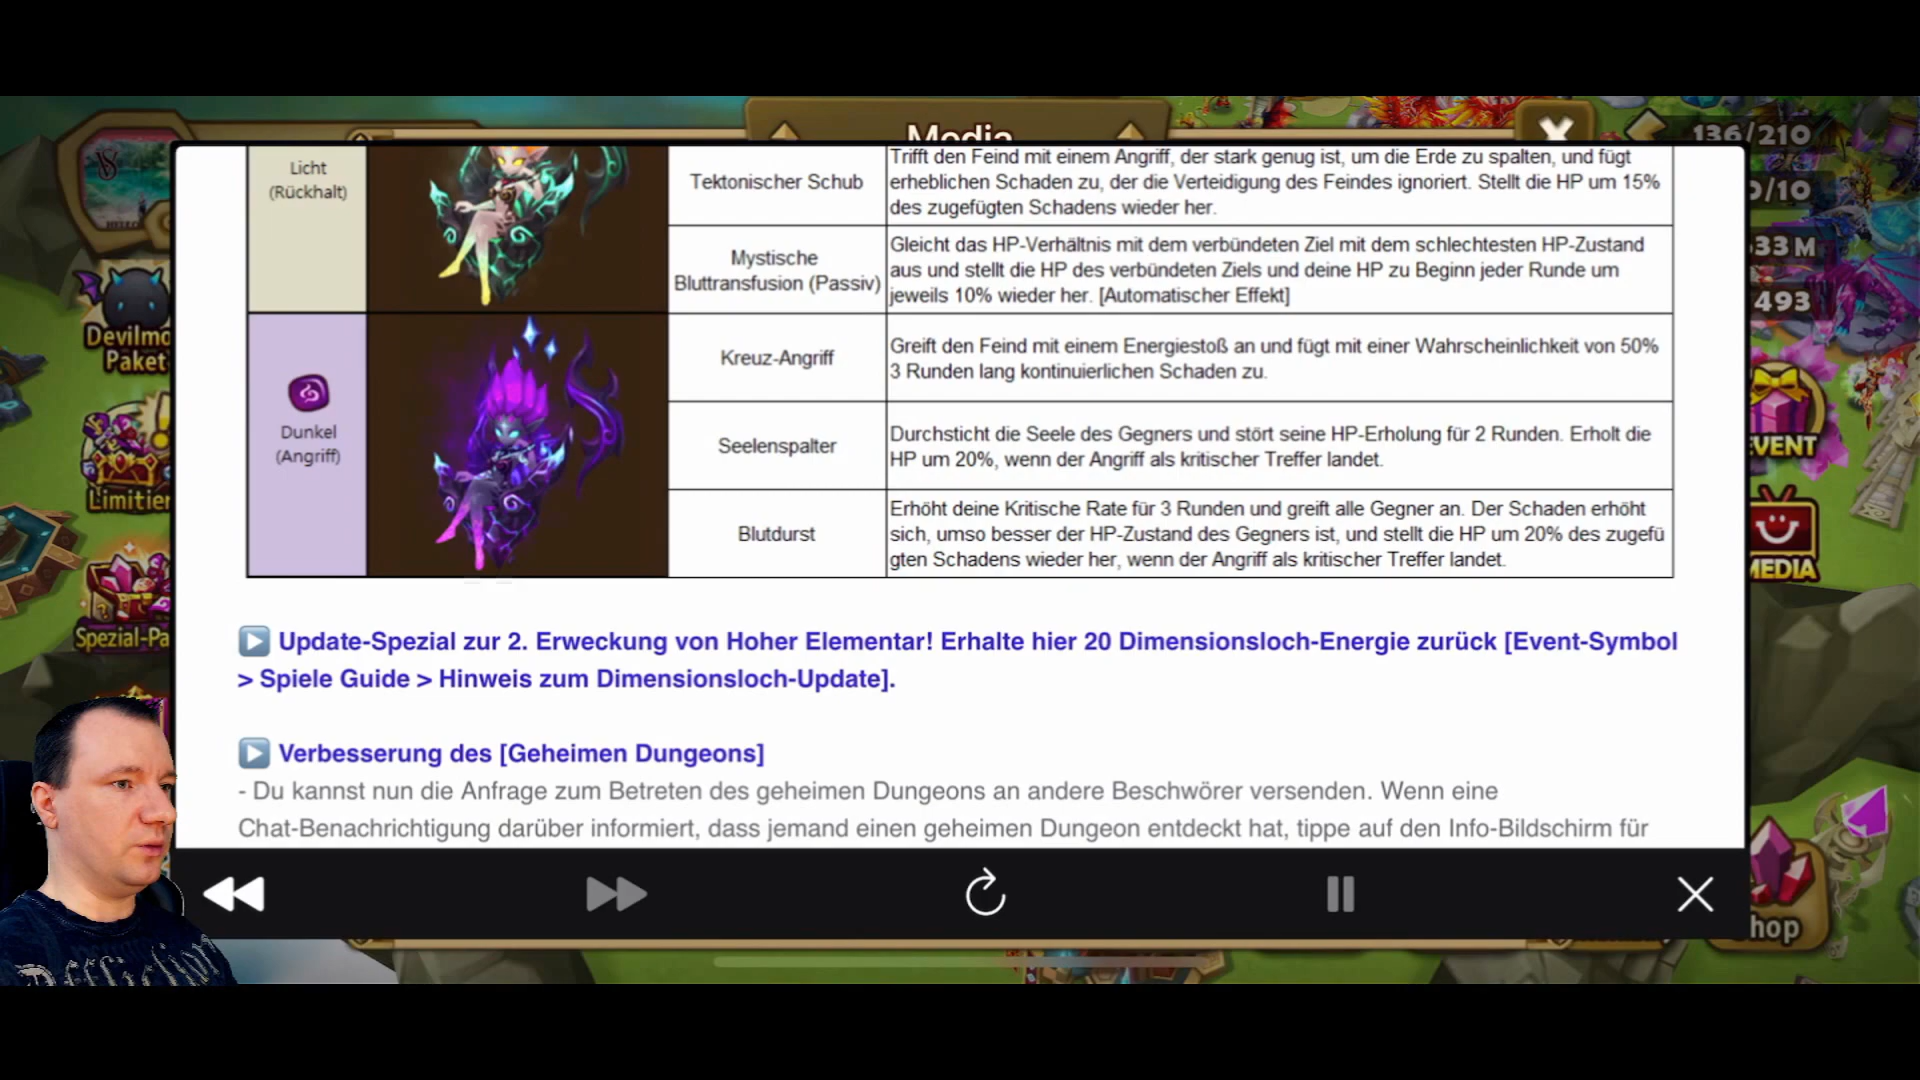 Media
136/210
Licht
(Rückhalt)
Tektonischer Schub
Trifft den Feind mit einem Angriff, der stark genug ist, um die Erde zu spalten, und fügt
erheblichen Schaden zu, der die Verteidigung des Feindes ignoriert. Stellt die HP um 15%
des zugefügten Schadens wieder her.
0/10
Mystische
Bluttransfusion (Passiv)
Gleicht das HP-Verhältnis mit dem verbündeten Ziel mit dem schlechtesten HP-Zustand
aus und stellt die HP des verbündeten Ziels und deine HP zu Beginn jeder Runde um
jeweils 10% wieder her. [Automatischer Effekt]
33M
493
Devilmo
Paket
Dunkel
(Angriff)
Kreuz-Angriff
Greift den Feind mit einem Energiestoß an und fügt mit einer Wahrscheinlichkeit von 50%
3 Runden lang kontinuierlichen Schaden zu.
EVENT
Limitier
Seelenspalter
Durchsticht die Seele des Gegners und stört seine HP-Erholung für 2 Runden. Erholt die
HP um 20%, wenn der Angriff als kritischer Treffer landet.
Blutdurst
Erhöht deine Kritische Rate für 3 Runden und greift alle Gegner an. Der Schaden erhöht
sich, umso besser der HP-Zustand des Gegners ist, und stellt die HP um 20% des zugefü
gten Schadens wieder her, wenn der Angriff als kritischer Treffer landet.
MEDIA
Spezial-Pa
Update-Spezial zur 2. Erweckung von Hoher Elementar! Erhalte hier 20 Dimensionsloch-Energie zurück [Event-Symbol
> Spiele Guide > Hinweis zum Dimensionsloch-Update].
Verbesserung des [Geheimen Dungeons]
- Du kannst nun die Anfrage zum Betreten des geheimen Dungeons an andere Beschwörer versenden. Wenn eine
Chat-Benachrichtigung darüber informiert, dass jemand einen geheimen Dungeon entdeckt hat, tippe auf den Info-Bildschirm für
hop